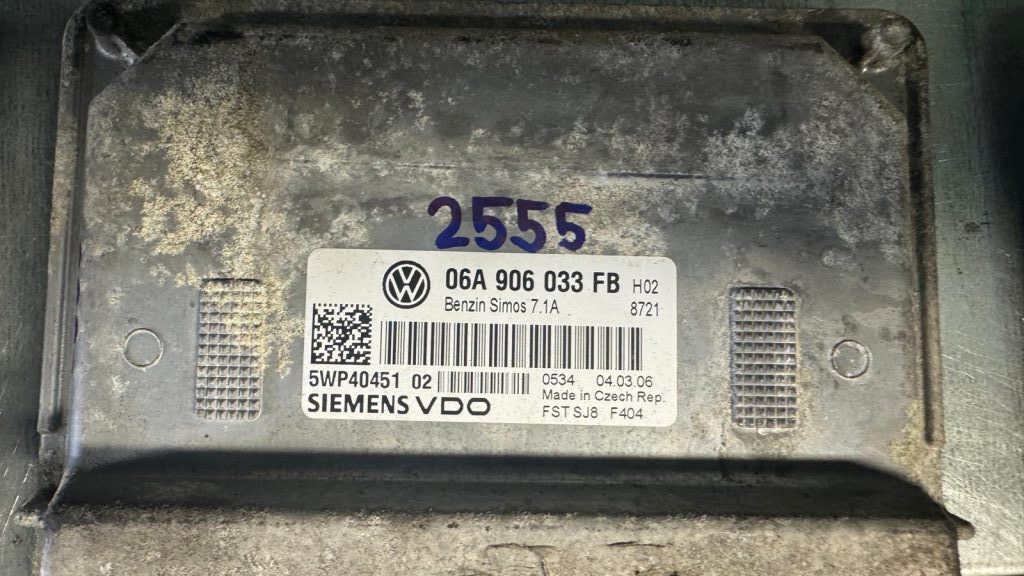 2555
06A 906 033 FB H02
Benzin Simos 7.1A 8721
5WP40451 02 0534 04.03.06
Made in Czech Rep.
SIEMENS VDO FST SJ8 F404